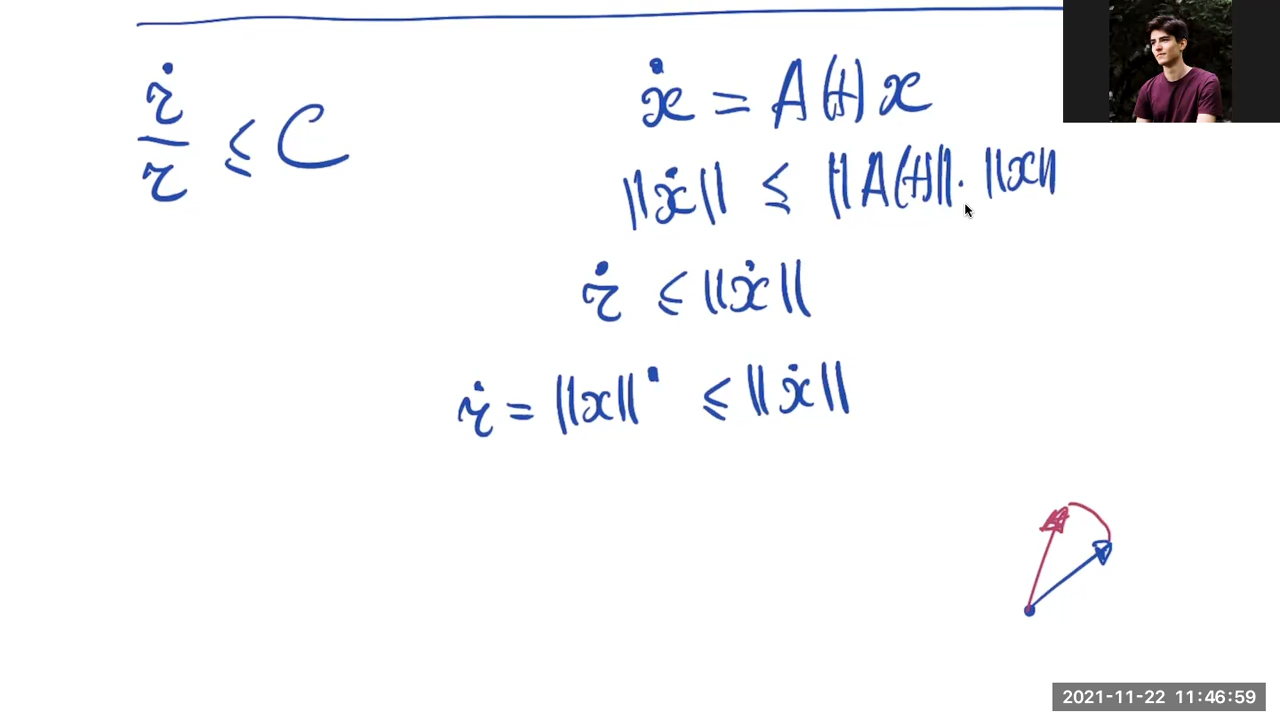 ṙ/r ≤ C
ẋ = A(t)x
||ẋ|| ≤ ||A(t)||·||x||
ṙ ≤ ||ẋ||
ṙ = ||x||˙ ≤ ||ẋ||
2021-11-22 11:46:59